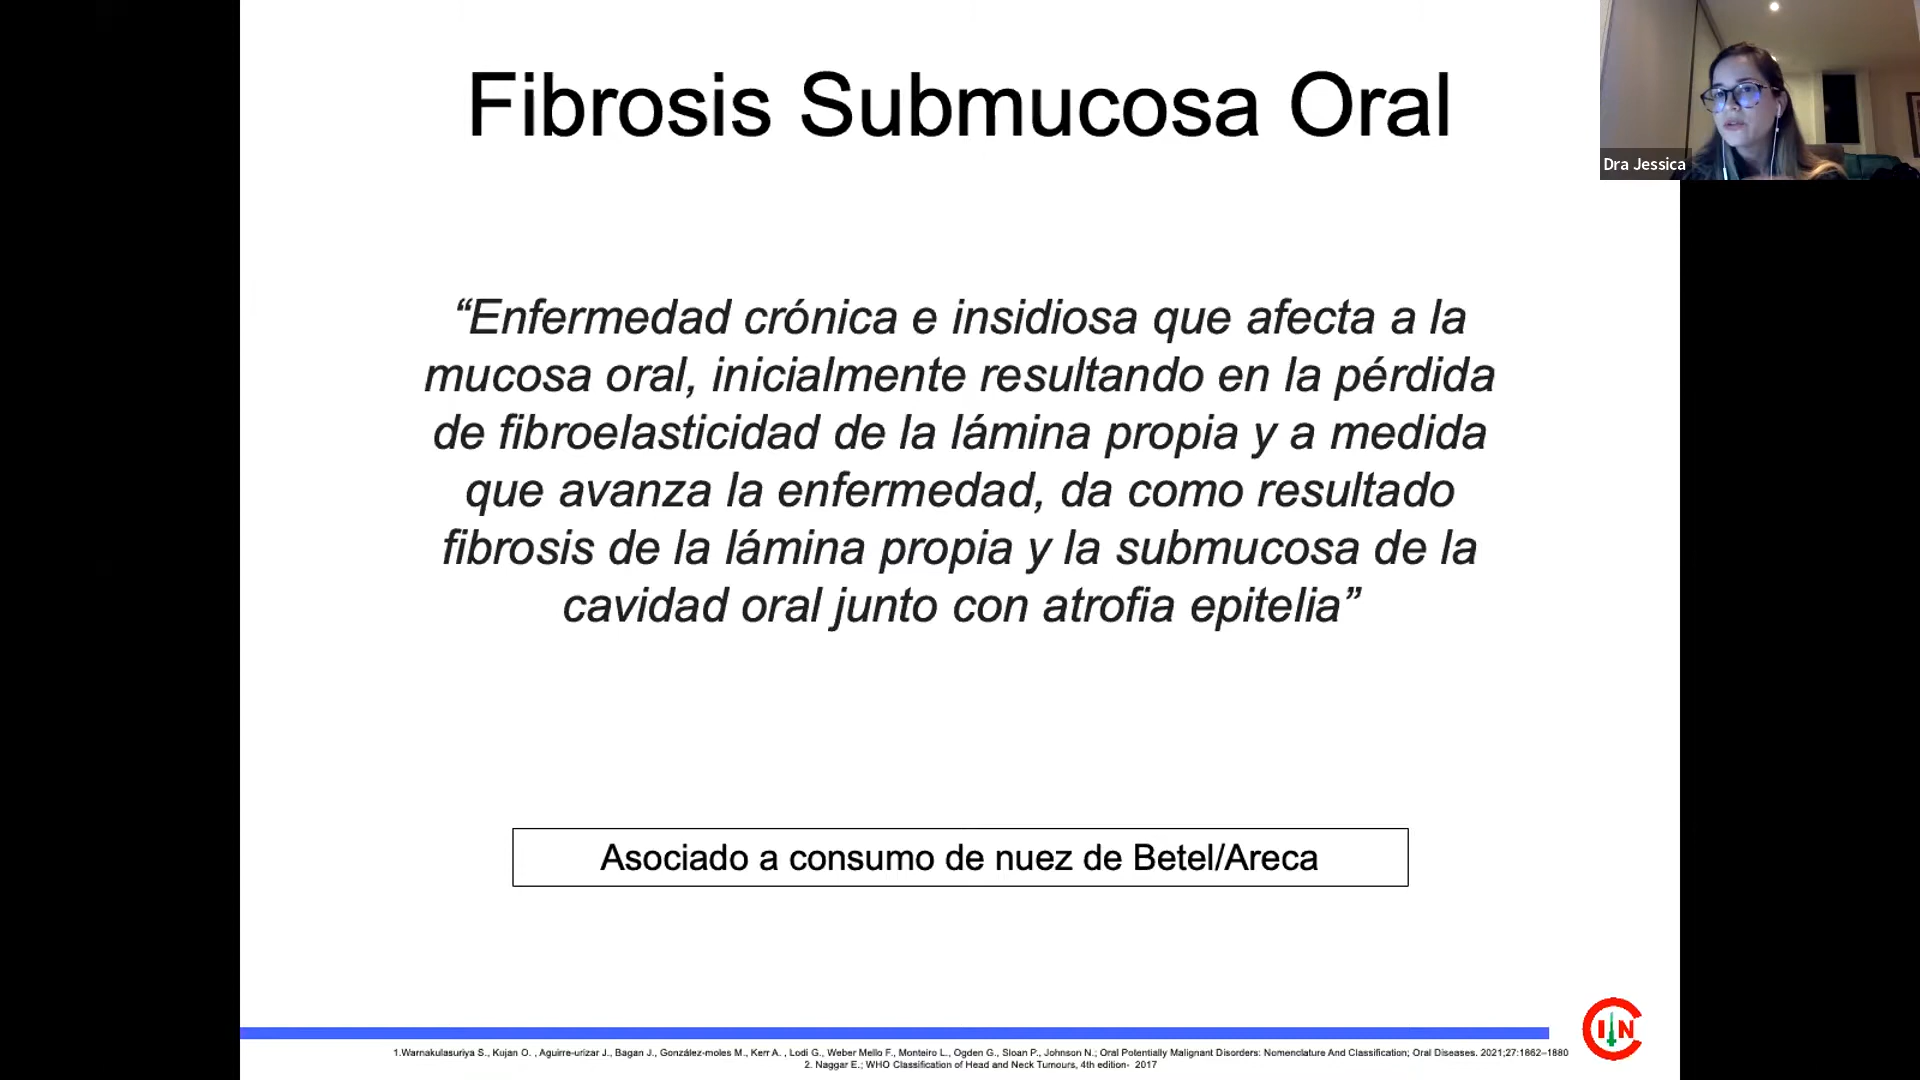 Fibrosis Submucosa Oral
Dra Jessica
“Enfermedad crónica e insidiosa que afecta a la
mucosa oral, inicialmente resultando en la pérdida
de fibroelasticidad de la lámina propia y a medida
que avanza la enfermedad, da como resultado
fibrosis de la lámina propia y la submucosa de la
cavidad oral junto con atrofia epitelia”
Asociado a consumo de nuez de Betel/Areca
CIN
1.Warnakulasuriya S., Kujan O. , Aguirre-urizar J., Bagan J., González-moles M., Kerr A. , Lodi G., Weber Mello F., Monteiro L., Ogden G., Sloan P., Johnson N.; Oral Potentially Malignant Disorders: Nomenclature And Classification; Oral Diseases. 2021;27:1862–1880
2. Naggar E.; WHO Classification of Head and Neck Tumours, 4th edition- 2017